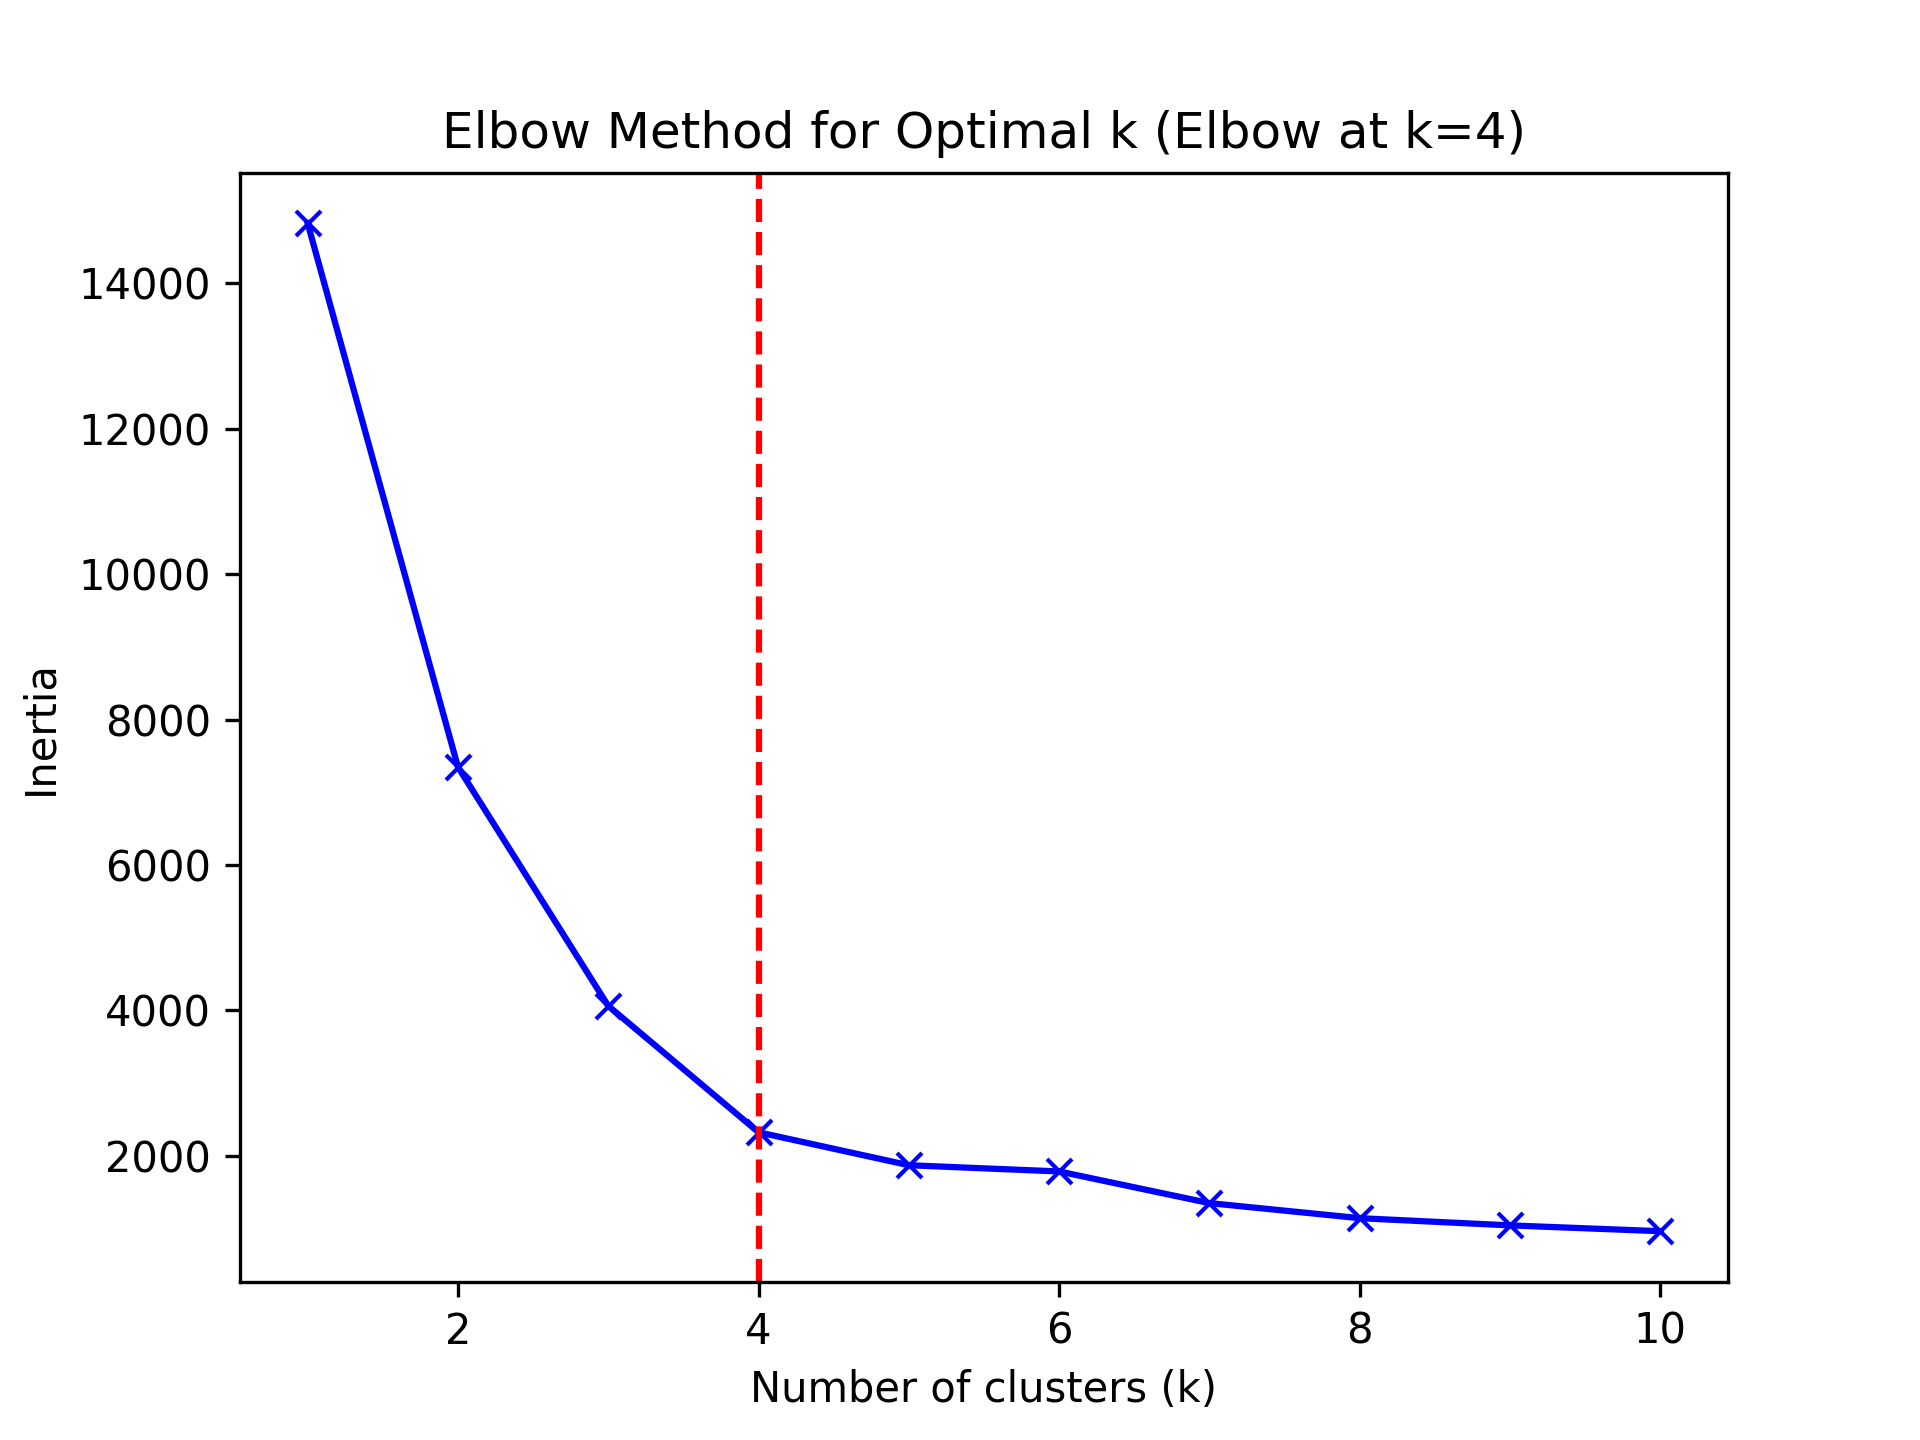 Elbow Method for Optimal k (Elbow at k=4)
14000
12000
10000
8000
6000
4000
2000
Inertia
2 4 6 8 10
Number of clusters (k)